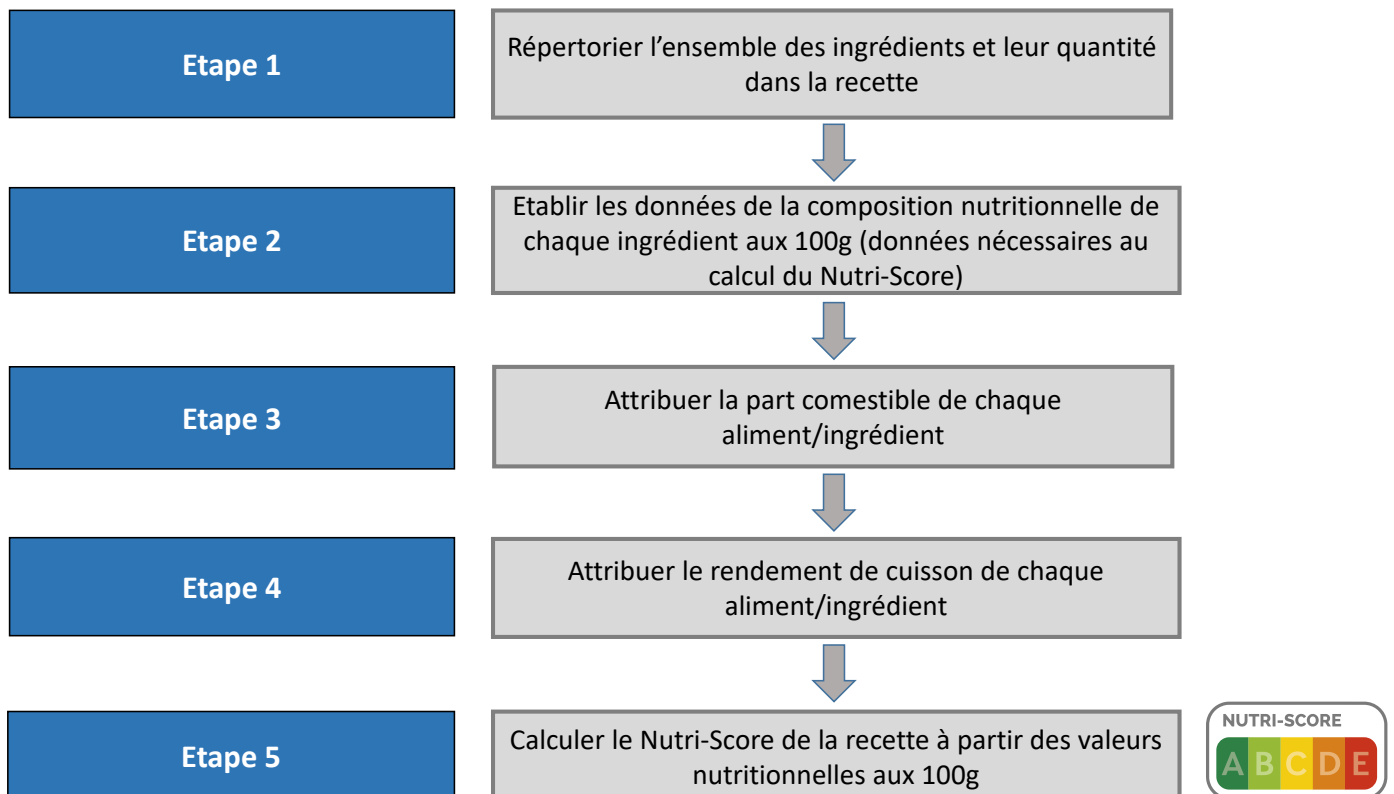 Etape 1
Répertorier l’ensemble des ingrédients et leur quantité
dans la recette
Etape 2
Etablir les données de la composition nutritionnelle de
chaque ingrédient aux 100g (données nécessaires au
calcul du Nutri-Score)
Etape 3
Attribuer la part comestible de chaque
aliment/ingrédient
Etape 4
Attribuer le rendement de cuisson de chaque
aliment/ingrédient
Etape 5
Calculer le Nutri-Score de la recette à partir des valeurs
nutritionnelles aux 100g
NUTRI-SCORE
A B C D E